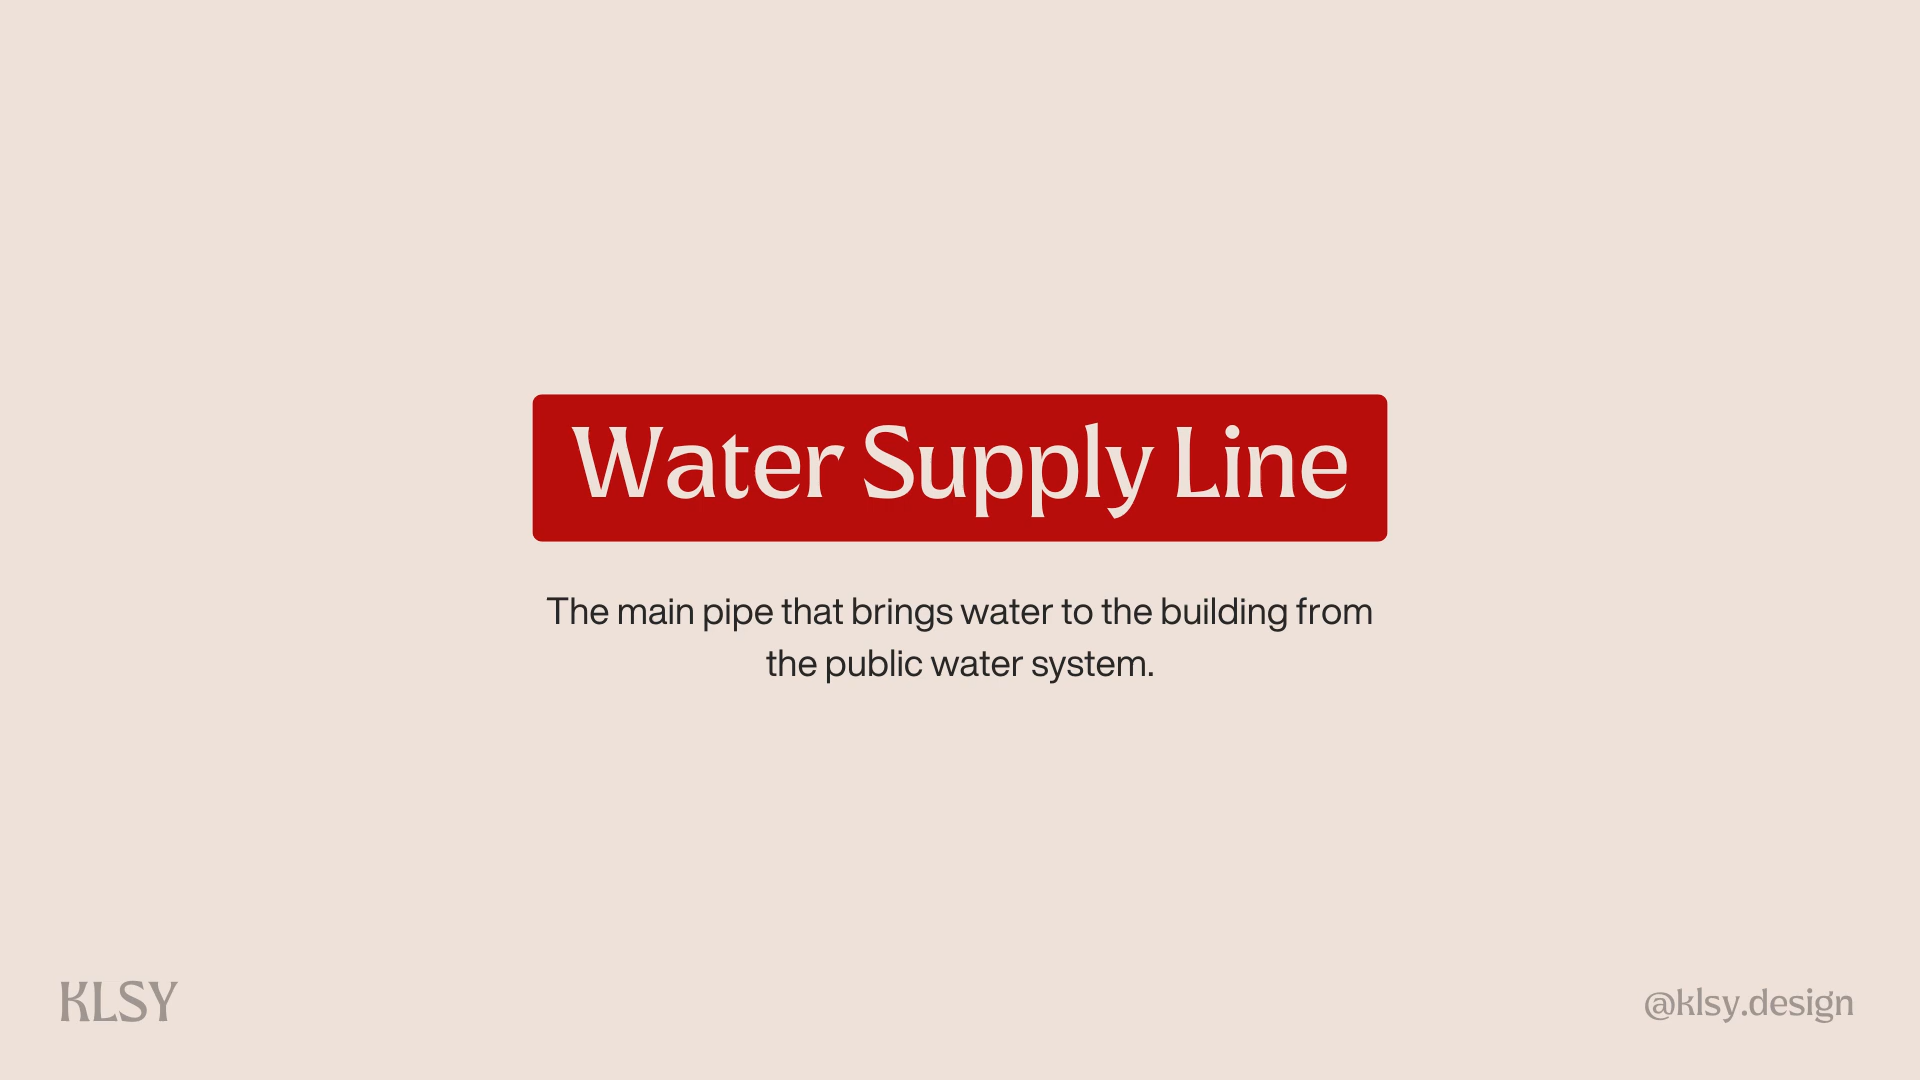 Water Supply Line
The main pipe that brings water to the building from
the public water system.
KLSY
@klsy.design